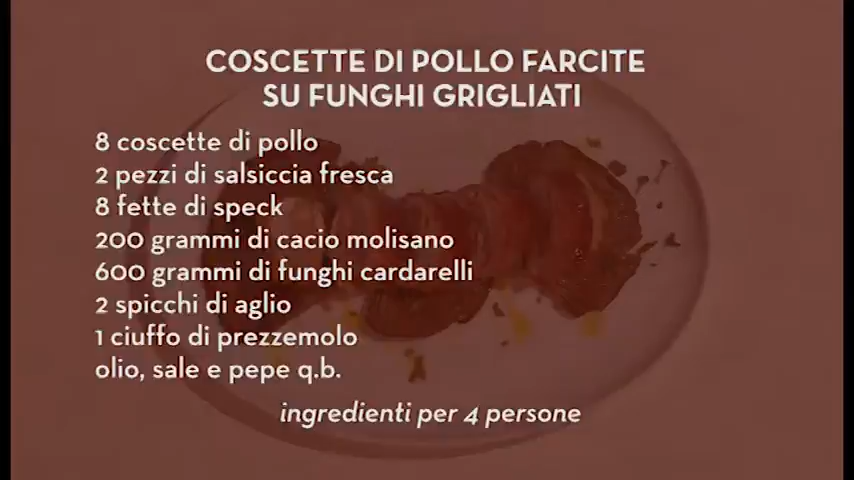 COSCETTE DI POLLO FARCITE
SU FUNGHI GRIGLIATI
8 coscette di pollo
2 pezzi di salsiccia fresca
8 fette di speck
200 grammi di cacio molisano
600 grammi di funghi cardarelli
2 spicchi di aglio
1 ciuffo di prezzemolo
olio, sale e pepe q.b.
ingredienti per 4 persone